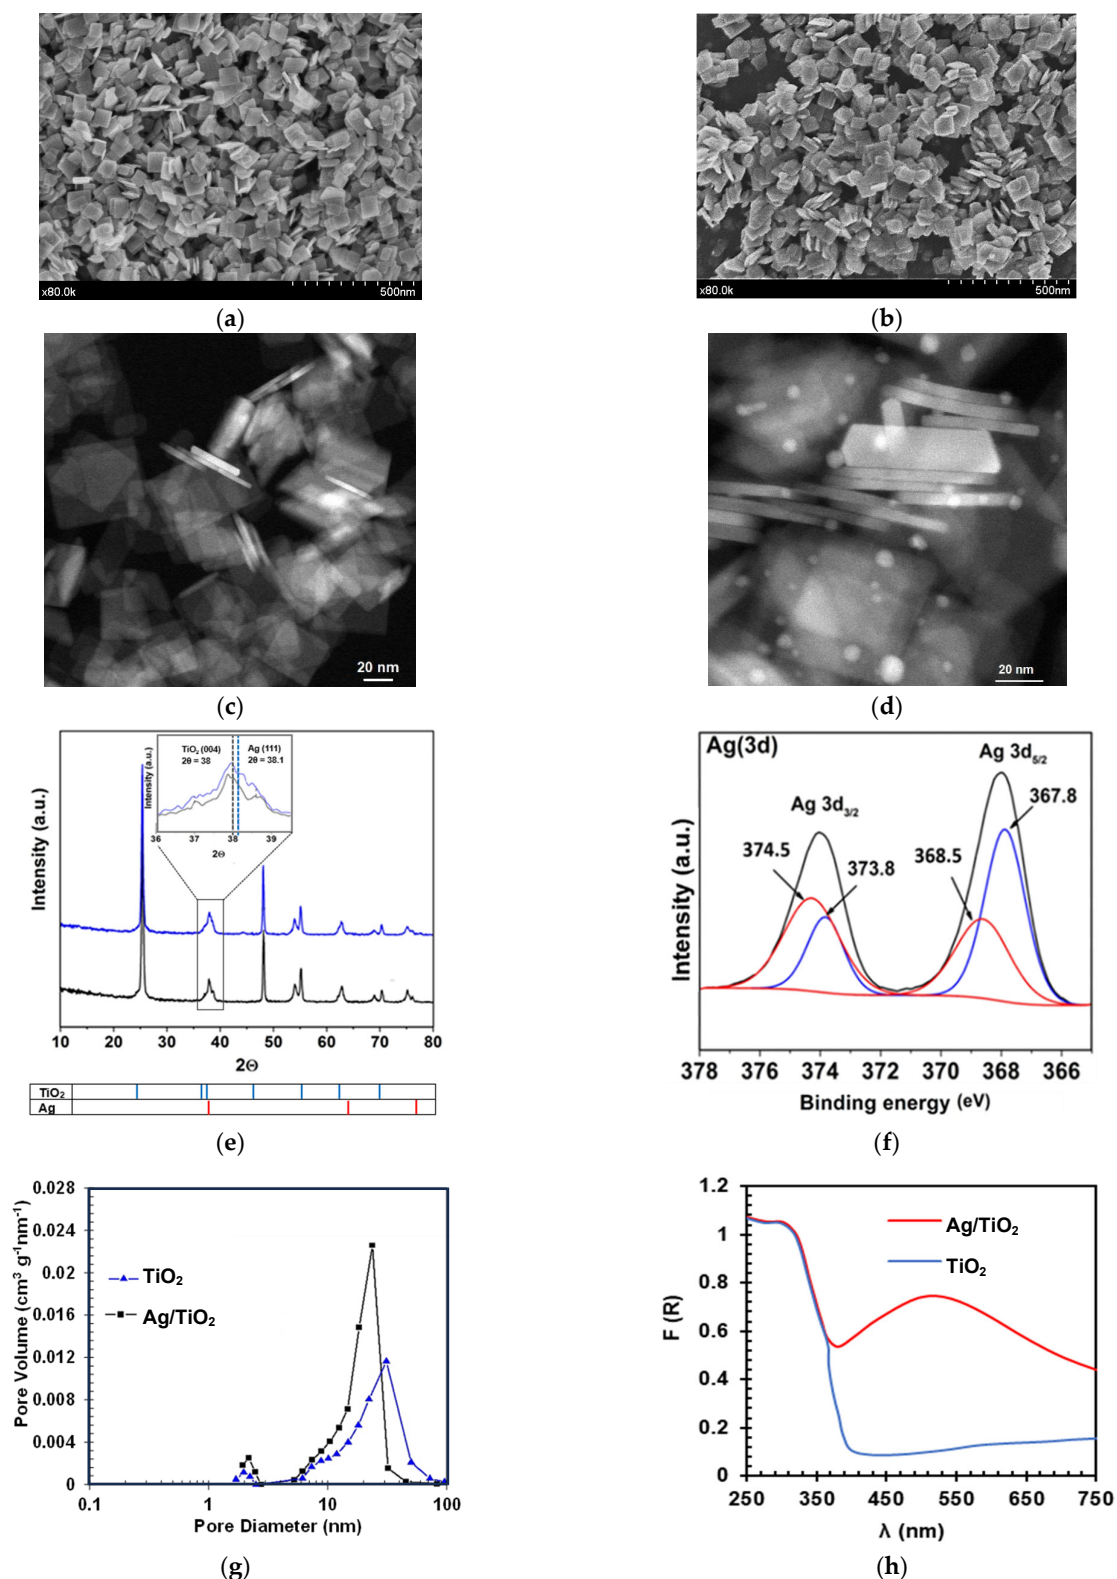 x80.0k 500nm
x80.0k 500nm
(a)
(b)
20 nm
20 nm
(c)
(d)
Intensity (a.u.)
Intensity (a.u.)
TiO2 (004)
2θ = 38
Ag (111)
2θ = 38.1
36 37 38 39
2Θ
10 20 30 40 50 60 70 80
2Θ
TiO2
Ag
(e)
Ag(3d)
Ag 3d5/2
Ag 3d3/2
367.8
374.5
373.8
368.5
Intensity (a.u.)
378 376 374 372 370 368 366
Binding energy (eV)
(f)
Pore Volume (cm³ g⁻¹nm⁻¹)
0.028
0.024
0.02
0.016
0.012
0.008
0.004
0
TiO2
Ag/TiO2
0.1 1 10 100
Pore Diameter (nm)
(g)
F (R)
1.2
1
0.8
0.6
0.4
0.2
0
Ag/TiO2
TiO2
250 350 450 550 650 750
λ (nm)
(h)